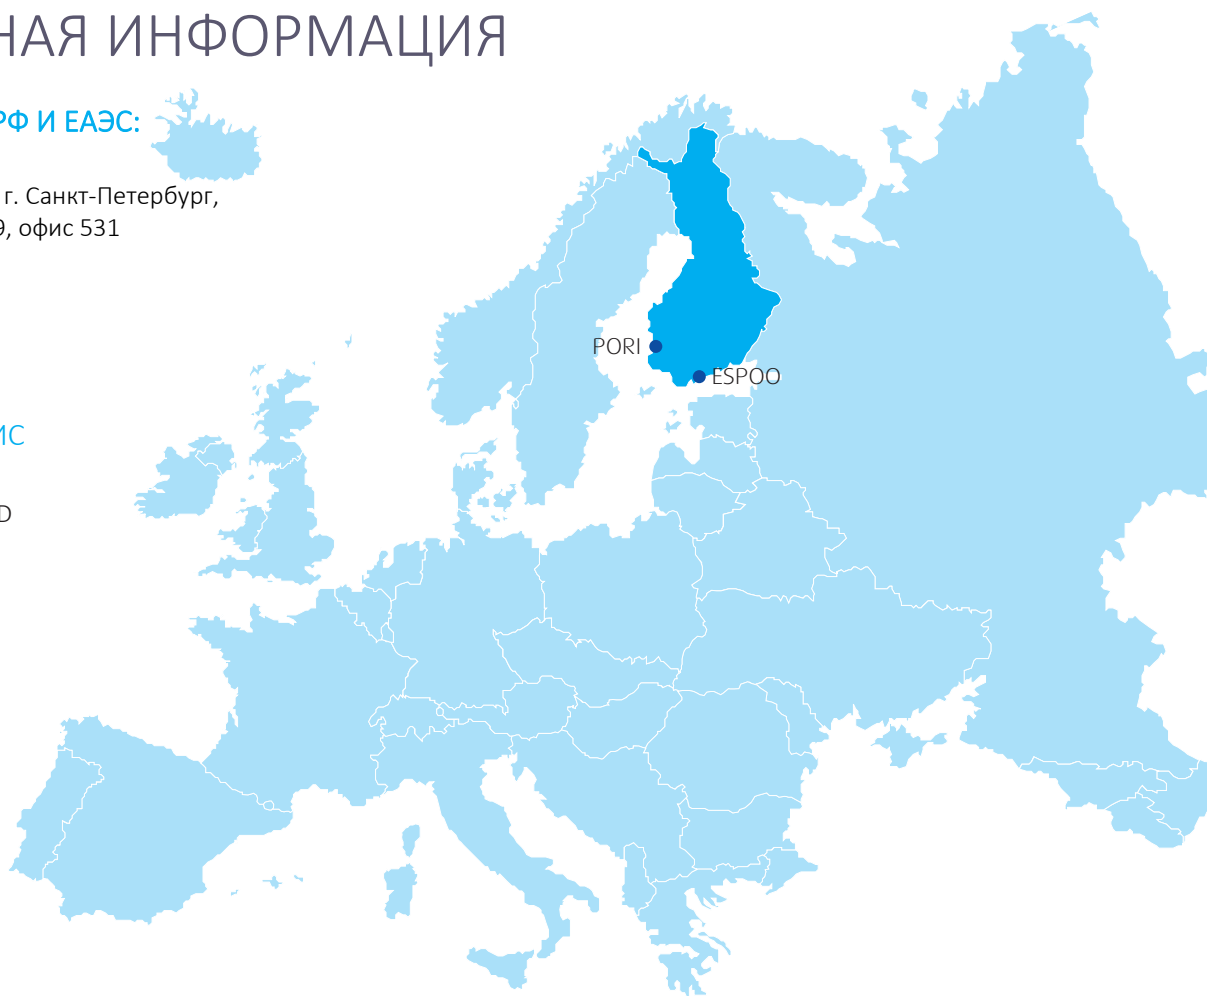 НАЯ ИНФОРМАЦИЯ
РФ И ЕАЭС:
г. Санкт-Петербург,
9, офис 531
PORI
ESPOO
ИС
D